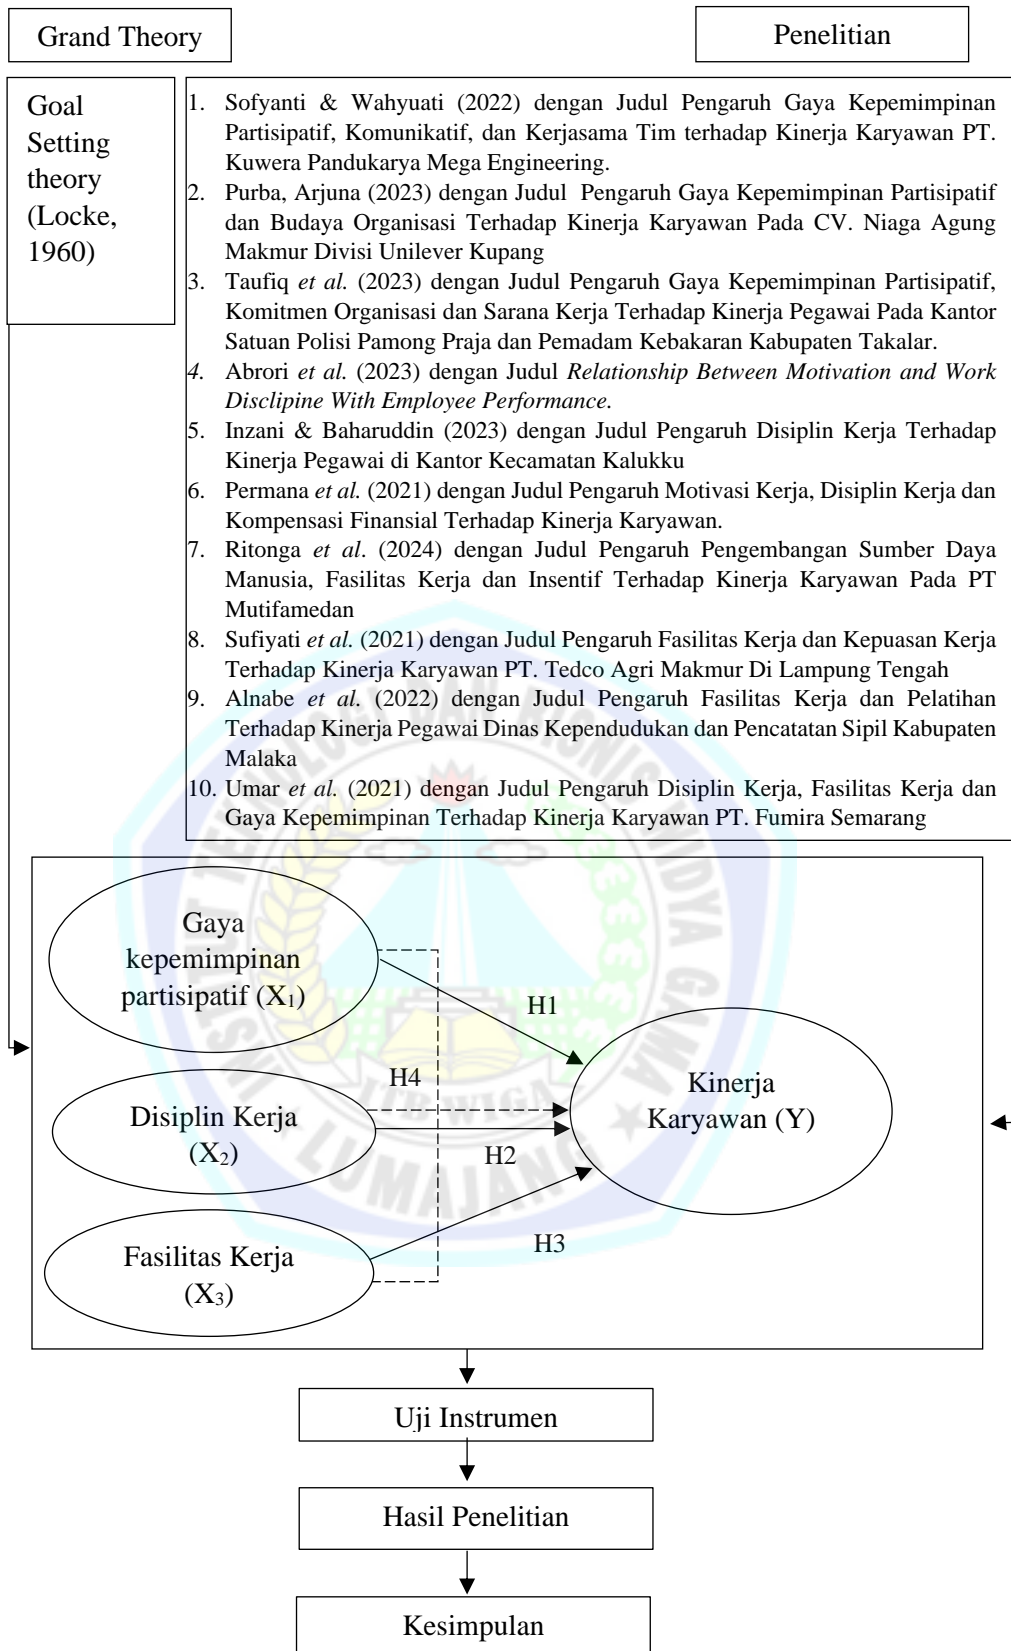 Grand Theory
Penelitian
Goal
Setting
theory
(Locke,
1960)
1. Sofyanti & Wahyuati (2022) dengan Judul Pengaruh Gaya Kepemimpinan
Partisipatif, Komunikatif, dan Kerjasama Tim terhadap Kinerja Karyawan PT.
Kuwera Pandukarya Mega Engineering.
2. Purba, Arjuna (2023) dengan Judul Pengaruh Gaya Kepemimpinan Partisipatif
dan Budaya Organisasi Terhadap Kinerja Karyawan Pada CV. Niaga Agung
Makmur Divisi Unilever Kupang
3. Taufiq et al. (2023) dengan Judul Pengaruh Gaya Kepemimpinan Partisipatif,
Komitmen Organisasi dan Sarana Kerja Terhadap Kinerja Pegawai Pada Kantor
Satuan Polisi Pamong Praja dan Pemadam Kebakaran Kabupaten Takalar.
4. Abrori et al. (2023) dengan Judul Relationship Between Motivation and Work
Disclipine With Employee Performance.
5. Inzani & Baharuddin (2023) dengan Judul Pengaruh Disiplin Kerja Terhadap
Kinerja Pegawai di Kantor Kecamatan Kalukku
6. Permana et al. (2021) dengan Judul Pengaruh Motivasi Kerja, Disiplin Kerja dan
Kompensasi Finansial Terhadap Kinerja Karyawan.
7. Ritonga et al. (2024) dengan Judul Pengaruh Pengembangan Sumber Daya
Manusia, Fasilitas Kerja dan Insentif Terhadap Kinerja Karyawan Pada PT
Mutifamedan
8. Sufiyati et al. (2021) dengan Judul Pengaruh Fasilitas Kerja dan Kepuasan Kerja
Terhadap Kinerja Karyawan PT. Tedco Agri Makmur Di Lampung Tengah
9. Alnabe et al. (2022) dengan Judul Pengaruh Fasilitas Kerja dan Pelatihan
Terhadap Kinerja Pegawai Dinas Kependudukan dan Pencatatan Sipil Kabupaten
Malaka
10. Umar et al. (2021) dengan Judul Pengaruh Disiplin Kerja, Fasilitas Kerja dan
Gaya Kepemimpinan Terhadap Kinerja Karyawan PT. Fumira Semarang
INSTITUT TEKNOLOGI DAN BISNIS WIDYA GAMA
LUMAJANG
ITB WIGA
Gaya
kepemimpinan
partisipatif (X₁)
H1
H4
Kinerja
Karyawan (Y)
Disiplin Kerja
(X₂)
H2
H3
Fasilitas Kerja
(X₃)
Uji Instrumen
Hasil Penelitian
Kesimpulan